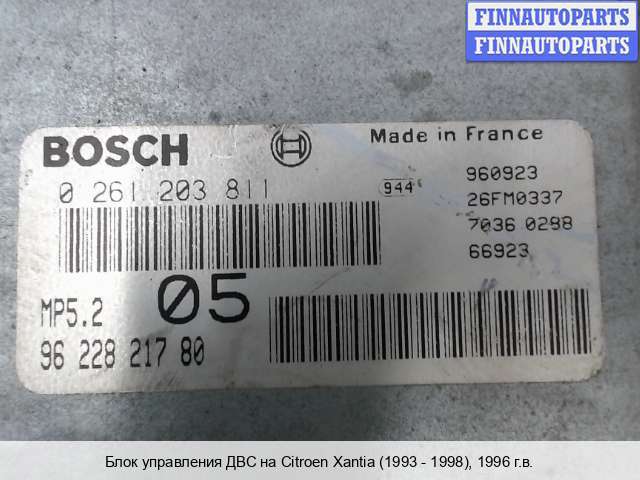 FINNAUTOPARTS
FINNAUTOPARTS
BOSCH
Made in France
0 261 203 811
944
960923
26FM0337
7036 0288
66923
MP5.2
05
96 228 217 80
Блок управления ДВС на Citroen Xantia (1993 - 1998), 1996 г.в.